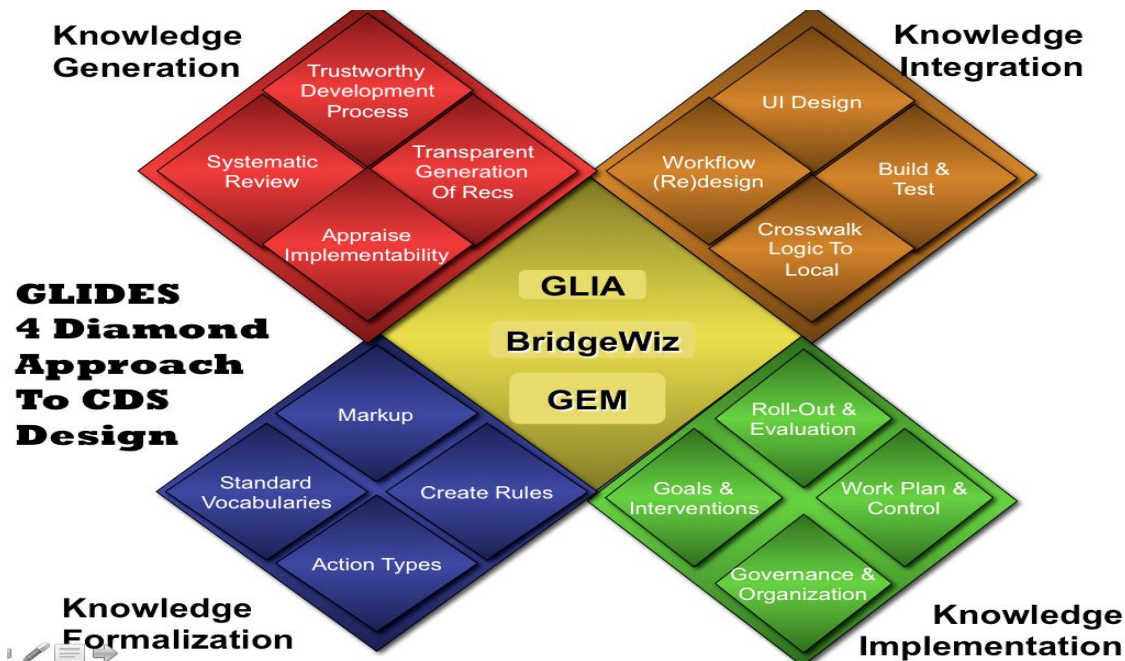 Knowledge
Generation
Trustworthy
Development
Process
Systematic
Review
Transparent
Generation
Of Recs
Appraise
Implementability
Knowledge
Integration
UI Design
Workflow
(Re)design
Build &
Test
Crosswalk
Logic To
Local
GLIDES
4 Diamond
Approach
To CDS
Design
GLIA
BridgeWiz
GEM
Markup
Standard
Vocabularies
Create Rules
Action Types
Knowledge
Formalization
Roll-Out &
Evaluation
Goals &
Interventions
Work Plan &
Control
Governance &
Organization
Knowledge
Implementation